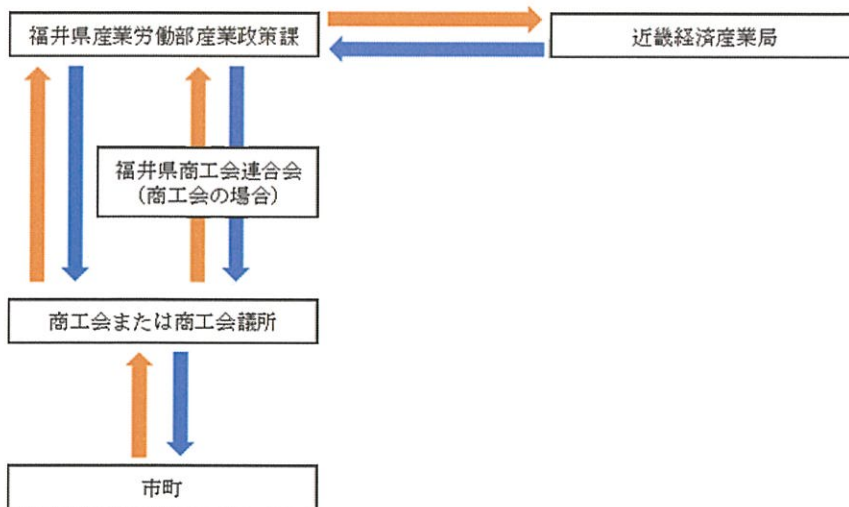 福井県産業労働部産業政策課
近畿経済産業局
福井県商工会連合会
（商工会の場合）
商工会または商工会議所
市町